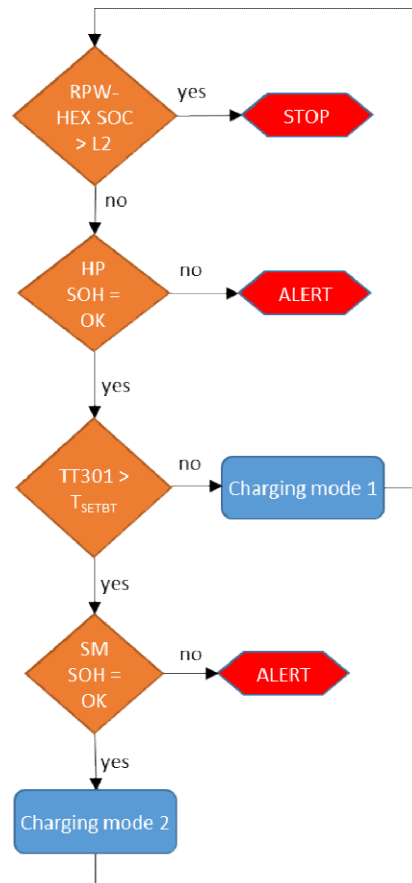 RPW-
HEX SOC
> L2
yes
STOP
no
HP
SOH =
OK
no
ALERT
yes
TT301 >
TSETBT
no
Charging mode 1
yes
SM
SOH =
OK
no
ALERT
yes
Charging mode 2